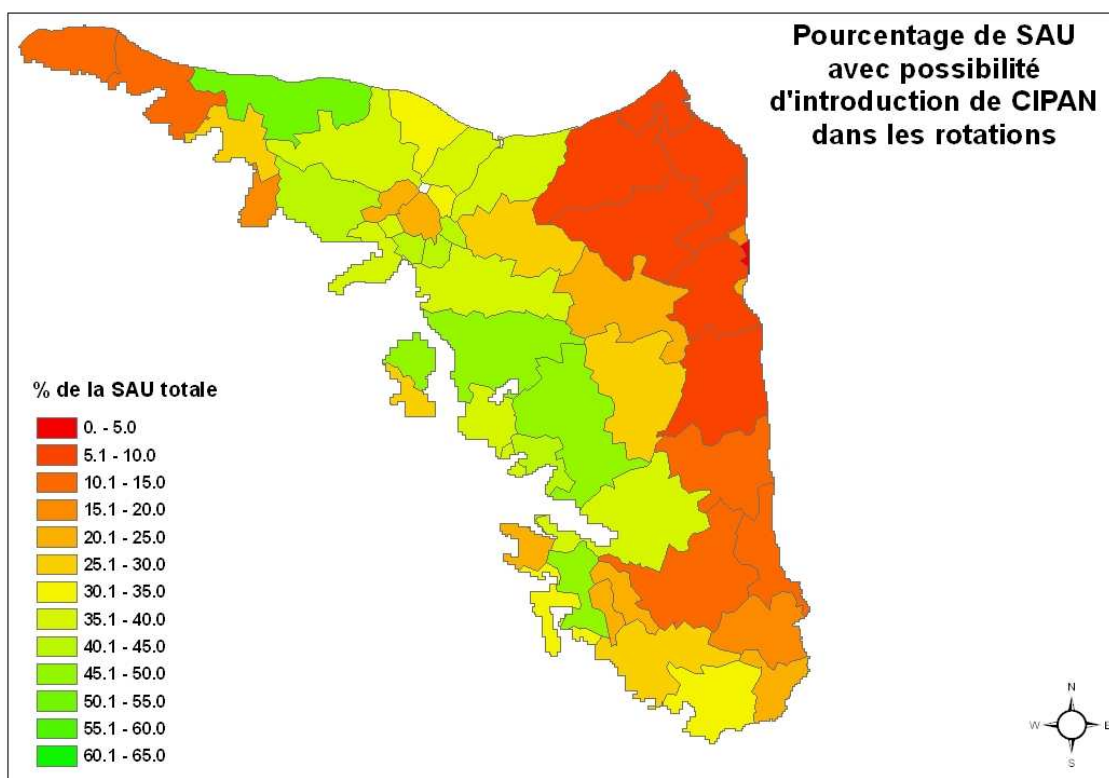 Pourcentage de SAU
avec possibilité
d'introduction de CIPAN
dans les rotations
% de la SAU totale
0. - 5.0
5.1 - 10.0
10.1 - 15.0
15.1 - 20.0
20.1 - 25.0
25.1 - 30.0
30.1 - 35.0
35.1 - 40.0
40.1 - 45.0
45.1 - 50.0
50.1 - 55.0
55.1 - 60.0
60.1 - 65.0
N
W E
S